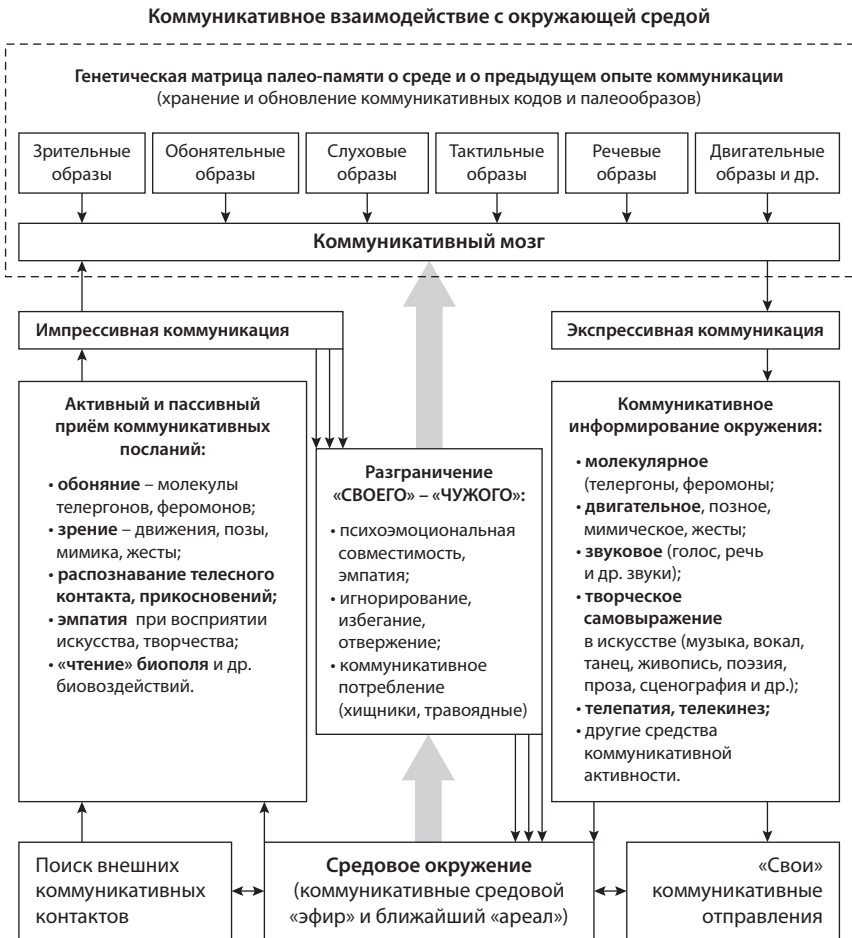 Коммуникативное взаимодействие с окружающей средой
Генетическая матрица палео-памяти о среде и о предыдущем опыте коммуникации
(хранение и обновление коммуникативных кодов и палеообразов)
Зрительные
образы
Обонятельные
образы
Слуховые
образы
Тактильные
образы
Речевые
образы
Двигательные
образы и др.
Коммуникативный мозг
Импрессивная коммуникация
Экспрессивная коммуникация
Активный и пассивный
приём коммуникативных
посланий:
• обоняние – молекулы
телергонов, феромонов;
• зрение – движения, позы,
мимика, жесты;
• распознавание телесного
контакта, прикосновений;
• эмпатия при восприятии
искусства, творчества;
• «чтение» биополя и др.
биовоздействий.
Разграничение
«СВОЕГО» – «ЧУЖОГО»:
• психоэмоциональная
совместимость,
эмпатия;
• игнорирование,
избегание,
отвержение;
• коммуникативное
потребление
(хищники, травоядные)
Коммуникативное
информирование окружения:
• молекулярное
(телергоны, феромоны;
• двигательное, позное,
мимическое, жесты;
• звуковое (голос, речь
и др. звуки);
• творческое
самовыражение
в искусстве (музыка, вокал,
танец, живопись, поэзия,
проза, сценография и др.);
• телепатия, телекинез;
• другие средства
коммуникативной
активности.
Поиск внешних
коммуникативных
контактов
Средовое окружение
(коммуникативные средовой
«эфир» и ближайший «ареал»)
«Свои»
коммуникативные
отправления